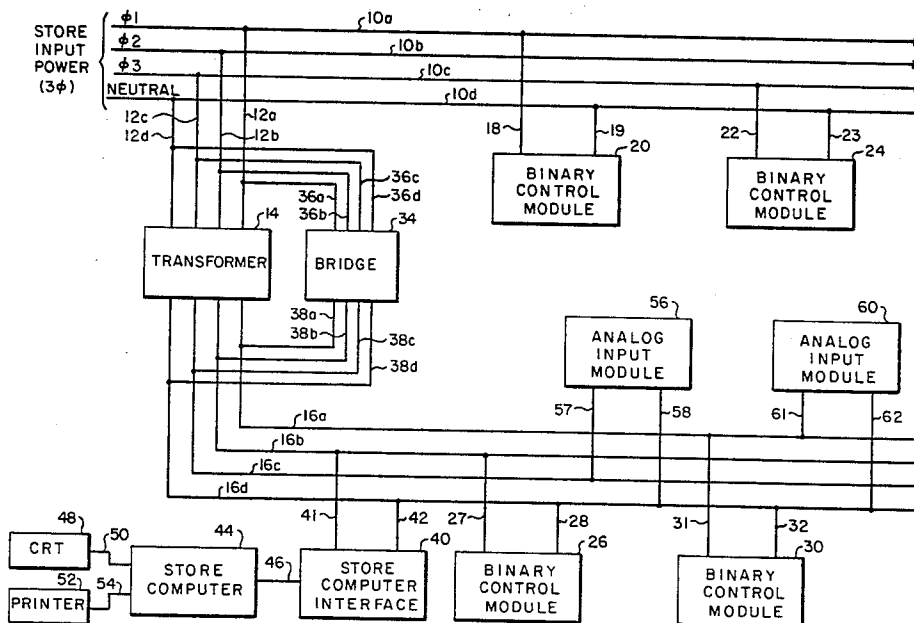 STORE
INPUT
POWER
(3φ)
φ1
φ2
φ3
NEUTRAL
10a
10b
10c
10d
12c
12d
12a
12b
18
19
20
BINARY
CONTROL
MODULE
22
23
24
BINARY
CONTROL
MODULE
36a
36b
36c
36d
14
TRANSFORMER
34
BRIDGE
38a
38b
38c
38d
56
ANALOG
INPUT
MODULE
57
58
60
ANALOG
INPUT
MODULE
61
62
16a
16b
16c
16d
41
42
27
28
31
32
48
CRT
50
52
PRINTER
54
44
STORE
COMPUTER
46
40
STORE
COMPUTER
INTERFACE
26
BINARY
CONTROL
MODULE
30
BINARY
CONTROL
MODULE